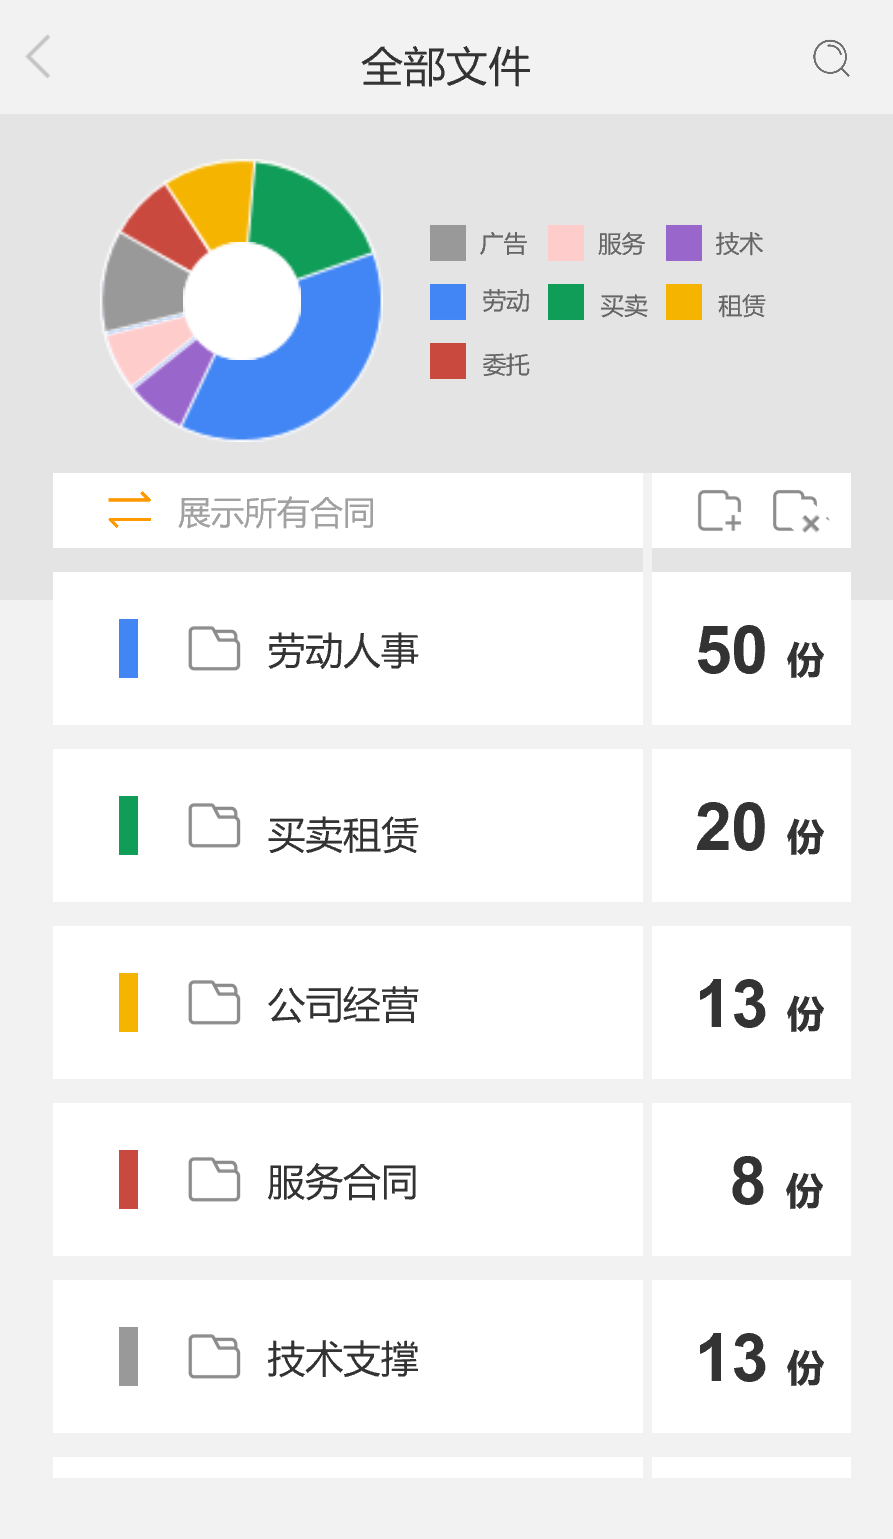 全部文件
广告 服务 技术
劳动 买卖 租赁
委托
展示所有合同
劳动人事 50 份
买卖租赁 20 份
公司经营 13 份
服务合同 8 份
技术支撑 13 份